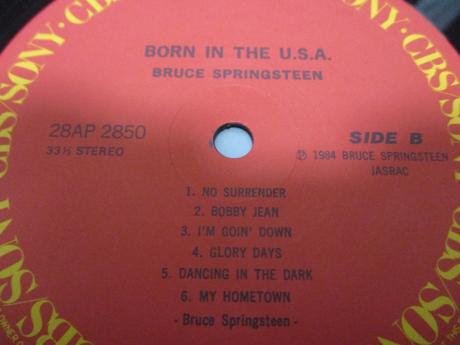 CBS/SONY · CBS/SONY
BORN IN THE U.S.A.
BRUCE SPRINGSTEEN
28AP 2850
33⅓ STEREO
SIDE B
Ⓟ 1984 BRUCE SPRINGSTEEN
JASRAC
1. NO SURRENDER
2. BOBBY JEAN
3. I'M GOIN' DOWN
4. GLORY DAYS
5. DANCING IN THE DARK
6. MY HOMETOWN
- Bruce Springsteen -